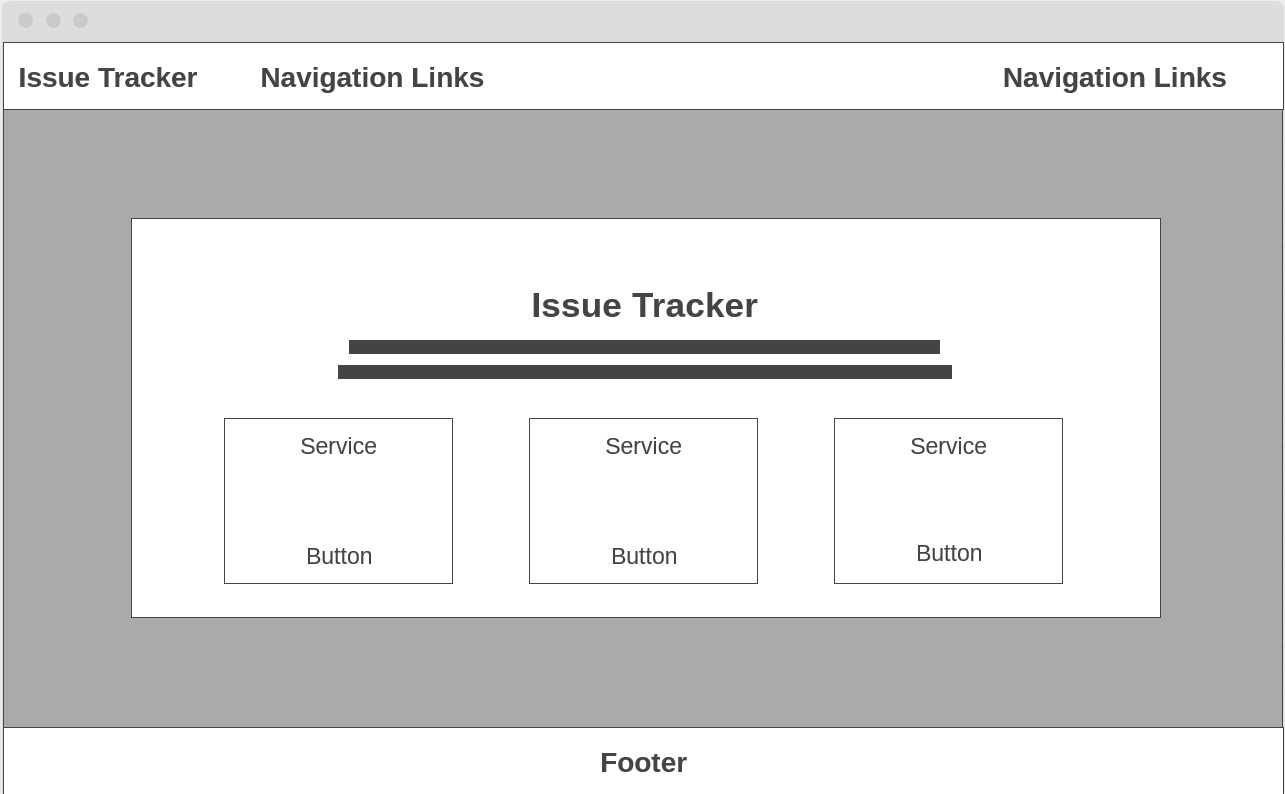 Issue Tracker
Navigation Links
Navigation Links
Issue Tracker
Service
Service
Service
Button
Button
Button
Footer